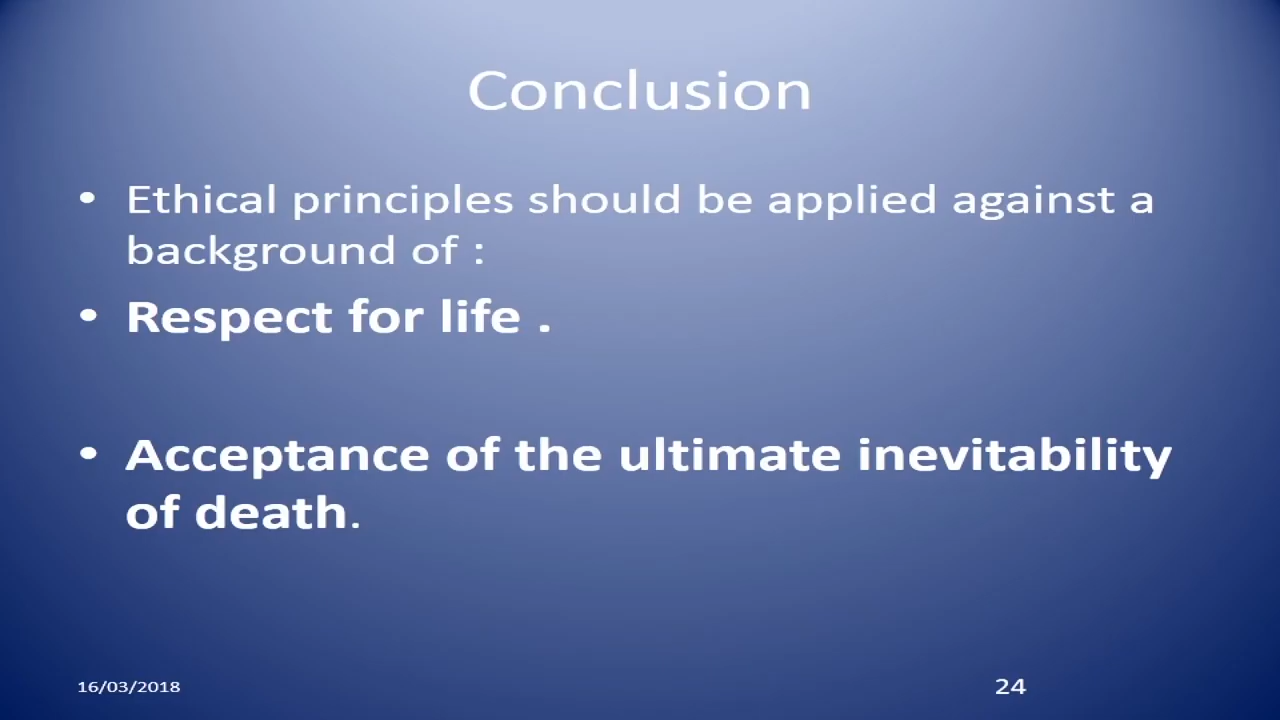 Conclusion
• Ethical principles should be applied against a
background of :
• Respect for life .
• Acceptance of the ultimate inevitability
of death.
16/03/2018
24